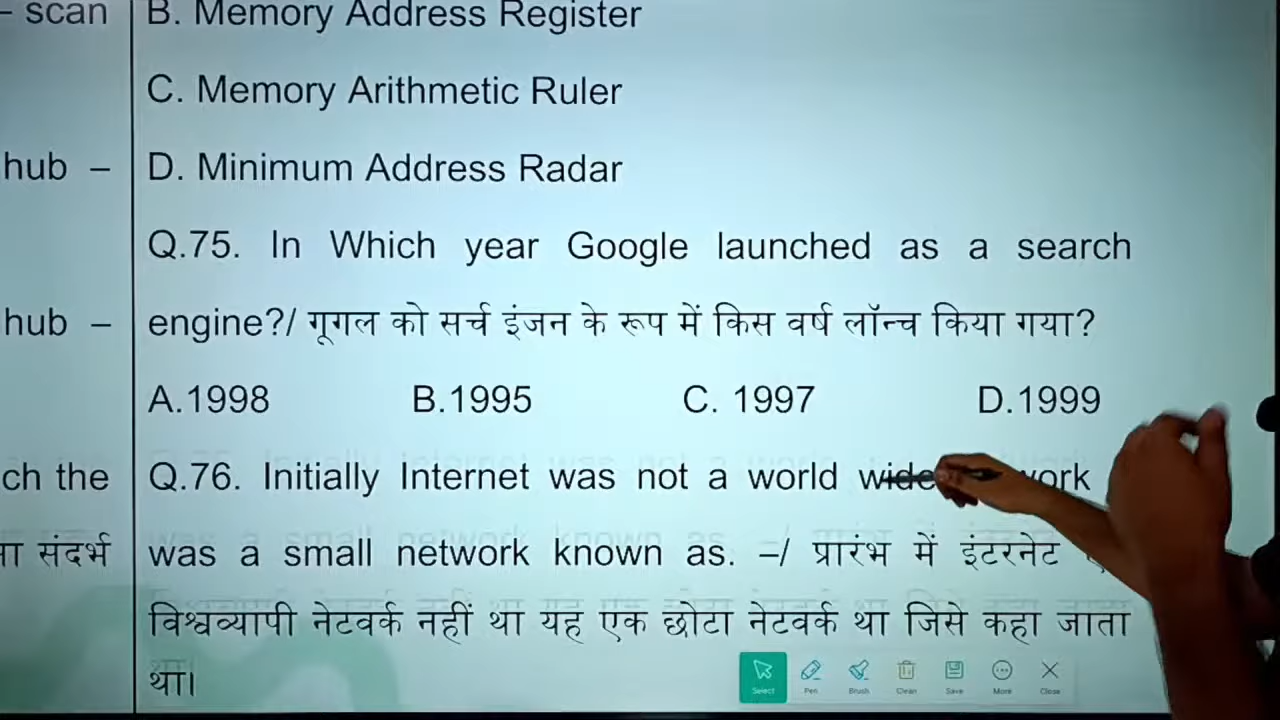 – scan
hub –
hub –
ch the
ना संदर्भ
B. Memory Address Register
C. Memory Arithmetic Ruler
D. Minimum Address Radar
Q.75. In Which year Google launched as a search
engine?/ गूगल को सर्च इंजन के रूप में किस वर्ष लॉन्च किया गया?
A.1998 B.1995 C. 1997 D.1999
Q.76. Initially Internet was not a world wide
was a small network known as. –/ प्रारंभ में इंटरनेट
विश्वव्यापी नेटवर्क नहीं था यह एक छोटा नेटवर्क था जिसे कहा जाता
था।
Select Pen Brush Clean Save More Close